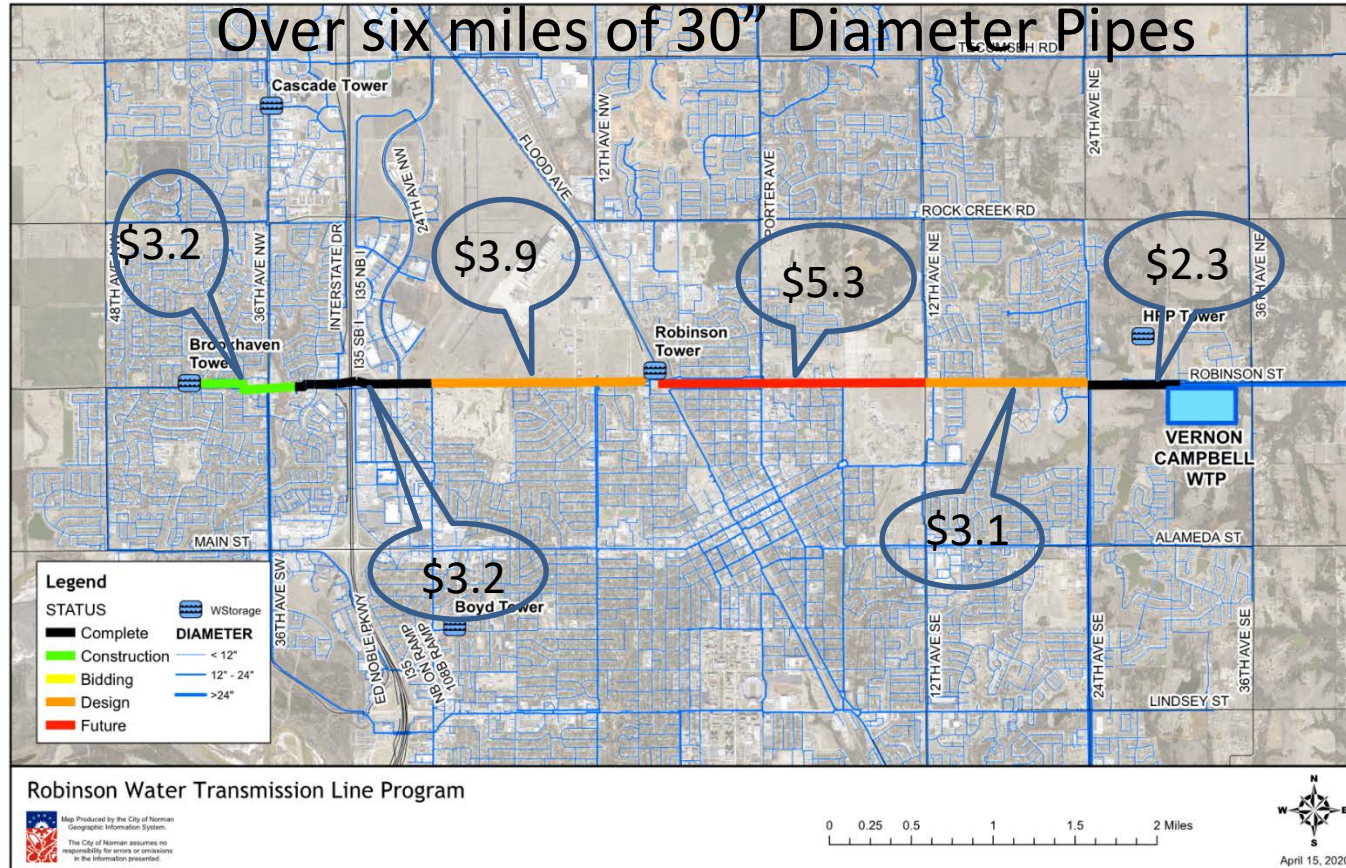 Over six miles of 30” Diameter Pipes
TECUMSEH RD
Cascade Tower
24TH AVE NE
12TH AVE NW
FLOOD AVE
24TH AVE NW
PORTER AVE
ROCK CREEK RD
$3.2
$3.9
$5.3
$2.3
48TH AVE NW
36TH AVE NW
INTERSTATE DR
I35 SB I
I35 NB I
12TH AVE NE
36TH AVE NE
HPP Tower
Brookhaven
Tower
Robinson
Tower
ROBINSON ST
VERNON
CAMPBELL
WTP
$3.1
MAIN ST
ALAMEDA ST
$3.2
Boyd Tower
36TH AVE SW
ED NOBLE PKWY
I35
NB ON RAMP
108B RAMP
12TH AVE SE
24TH AVE SE
36TH AVE SE
LINDSEY ST
Legend
STATUS
WStorage
Complete
DIAMETER
Construction
< 12"
Bidding
12" - 24"
Design
>24"
Future
Robinson Water Transmission Line Program
Map Produced by the City of Norman
Geographic Information System.
The City of Norman assumes no
responsibility for errors or omissions
in the information presented.
0 0.25 0.5 1 1.5 2 Miles
N
W E
S
April 15, 2020